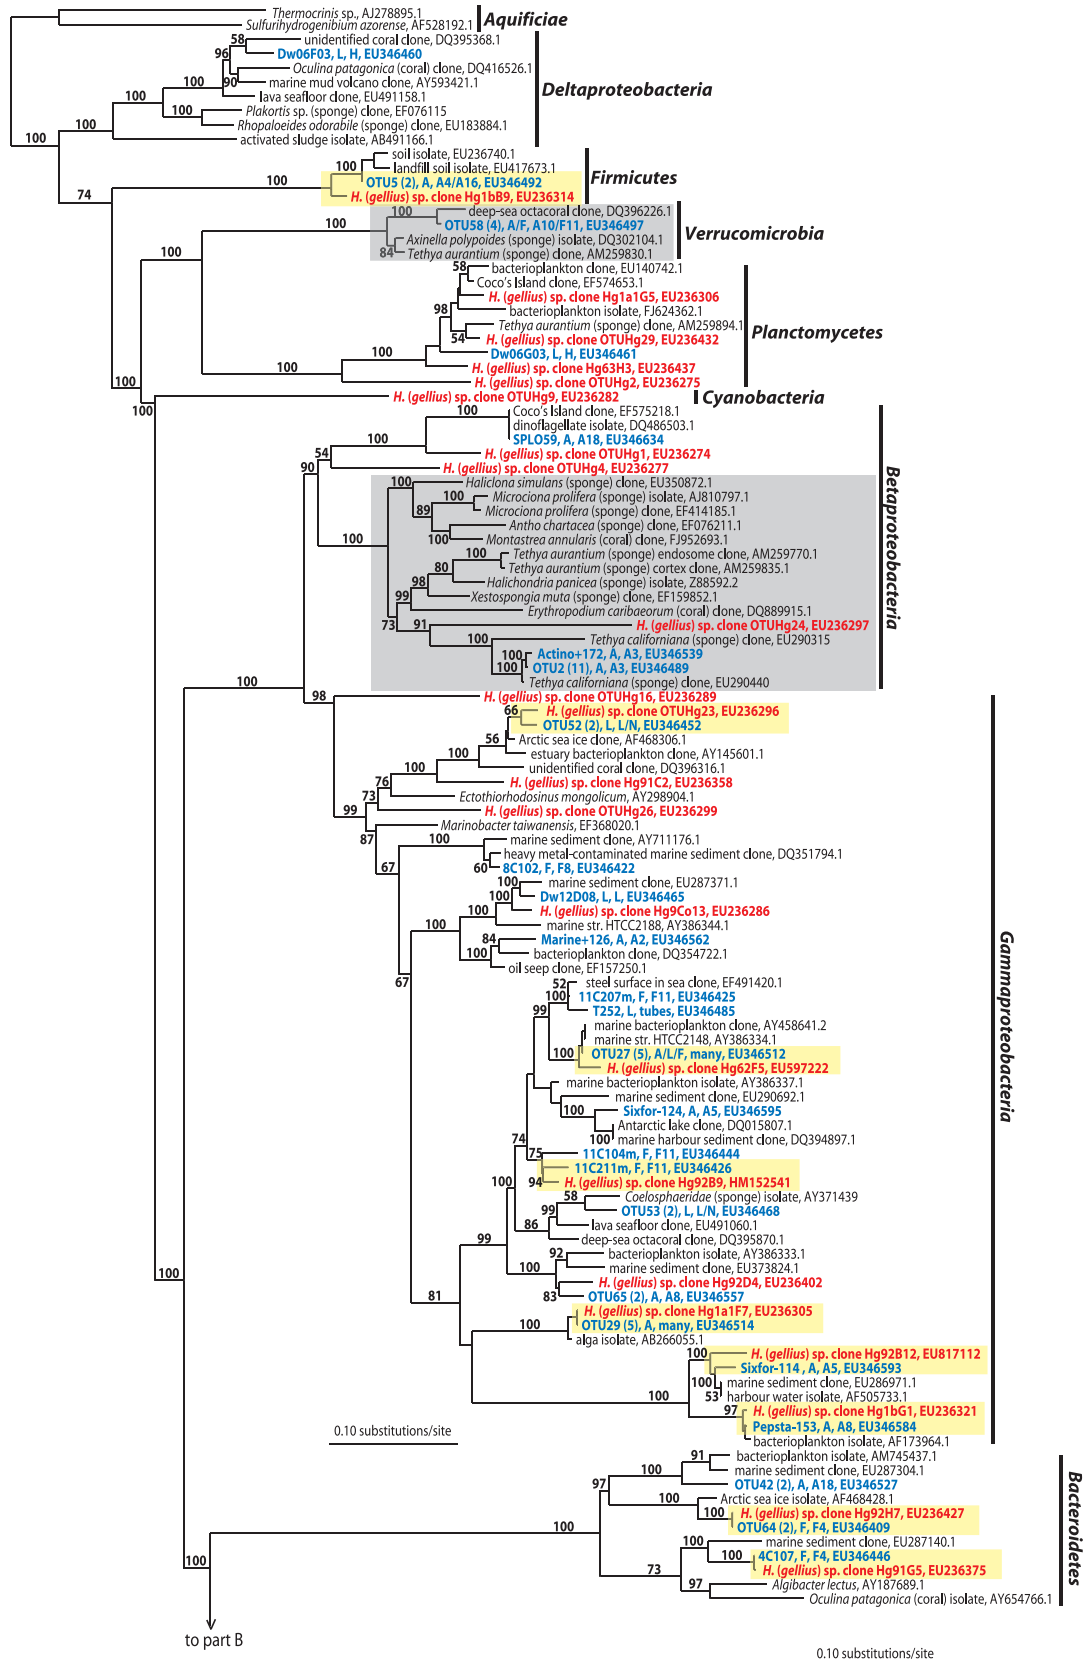 Thermocrinis sp., AJ278895.1
Sulfurihydrogenibium azorense, AF528192.1
Aquificiae
unidentified coral clone, DQ395368.1
58
Dw06F03, L, H, EU346460
96
Oculina patagonica (coral) clone, DQ416526.1
90
marine mud volcano clone, AY593421.1
100
lava seafloor clone, EU491158.1
Deltaproteobacteria
100
Plakortis sp. (sponge) clone, EF076115
100
Rhopaloeides odorabile (sponge) clone, EU183884.1
100
activated sludge isolate, AB491166.1
soil isolate, EU236740.1
100
landfill soil isolate, EU417673.1
100
OTU5 (2), A, A4/A16, EU346492
Firmicutes
74
H. (gellius) sp. clone Hg1bB9, EU236314
100
deep-sea octacoral clone, DQ396226.1
100
OTU58 (4), A/F, A10/F11, EU346497
Verrucomicrobia
Axinella polypoides (sponge) isolate, DQ302104.1
84
Tethya aurantium (sponge) clone, AM259830.1
58
bacterioplankton clone, EU140742.1
Coco's Island clone, EF574653.1
H. (gellius) sp. clone Hg1a1G5, EU236306
98
bacterioplankton isolate, FJ624362.1
Tethya aurantium (sponge) clone, AM259894.1
Planctomycetes
54
H. (gellius) sp. clone OTUHg29, EU236432
100
Dw06G03, L, H, EU346461
100
H. (gellius) sp. clone Hg63H3, EU236437
100
H. (gellius) sp. clone OTUHg2, EU236275
100
H. (gellius) sp. clone OTUHg9, EU236282
Cyanobacteria
100
Coco's Island clone, EF575218.1
dinoflagellate isolate, DQ486503.1
100
SPLO59, A, A18, EU346634
54
H. (gellius) sp. clone OTUHg1, EU236274
90
H. (gellius) sp. clone OTUHg4, EU236277
100
Haliclona simulans (sponge) clone, EU350872.1
100
Microciona prolifera (sponge) isolate, AJ810797.1
89
Microciona prolifera (sponge) clone, EF414185.1
Antho chartacea (sponge) clone, EF076211.1
100
100
Montastrea annularis (coral) clone, FJ952693.1
Betaproteobacteria
100
Tethya aurantium (sponge) endosome clone, AM259770.1
80
Tethya aurantium (sponge) cortex clone, AM259835.1
98
Halichondria panicea (sponge) isolate, Z88592.2
99
Xestospongia muta (sponge) clone, EF159852.1
Erythropodium caribaeorum (coral) clone, DQ889915.1
73
91
H. (gellius) sp. clone OTUHg24, EU236297
100
Tethya californiana (sponge) clone, EU290315
100
Actino+172, A, A3, EU346539
100
OTU2 (11), A, A3, EU346489
100
Tethya californiana (sponge) clone, EU290440
98
H. (gellius) sp. clone OTUHg16, EU236289
66
H. (gellius) sp. clone OTUHg23, EU236296
OTU52 (2), L, L/N, EU346452
56
Arctic sea ice clone, AF468306.1
estuary bacterioplankton clone, AY145601.1
100
unidentified coral clone, DQ396316.1
76
100
H. (gellius) sp. clone Hg91C2, EU236358
73
Ectothiorhodosinus mongolicum, AY298904.1
99
H. (gellius) sp. clone OTUHg26, EU236299
87
Marinobacter taiwanensis, EF368020.1
100
marine sediment clone, AY711176.1
heavy metal-contaminated marine sediment clone, DQ351794.1
67
60
8C102, F, F8, EU346422
100
marine sediment clone, EU287371.1
100
Dw12D08, L, L, EU346465
100
H. (gellius) sp. clone Hg9Co13, EU236286
100
marine str. HTCC2188, AY386344.1
84
Marine+126, A, A2, EU346562
100
bacterioplankton clone, DQ354722.1
oil seep clone, EF157250.1
67
52
steel surface in sea clone, EF491420.1
100
11C207m, F, F11, EU346425
99
T252, L, tubes, EU346485
marine bacterioplankton clone, AY458641.2
marine str. HTCC2148, AY386334.1
Gammaproteobacteria
100
OTU27 (5), A/L/F, many, EU346512
H. (gellius) sp. clone Hg62F5, EU597222
marine bacterioplankton isolate, AY386337.1
marine sediment clone, EU290692.1
100
Sixfor-124, A, A5, EU346595
Antarctic lake clone, DQ015807.1
74
100
marine harbour sediment clone, DQ394897.1
75
11C104m, F, F11, EU346444
11C211m, F, F11, EU346426
100
94
H. (gellius) sp. clone Hg92B9, HM152541
58
Coelosphaeridae (sponge) isolate, AY371439
99
OTU53 (2), L, L/N, EU346468
86
lava seafloor clone, EU491060.1
99
deep-sea octacoral clone, DQ395870.1
92
bacterioplankton isolate, AY386333.1
100
marine sediment clone, EU373824.1
100
H. (gellius) sp. clone Hg92D4, EU236402
81
83
OTU65 (2), A, A8, EU346557
H. (gellius) sp. clone Hg1a1F7, EU236305
100
OTU29 (5), A, many, EU346514
alga isolate, AB266055.1
100
H. (gellius) sp. clone Hg92B12, EU817112
Sixfor-114 , A, A5, EU346593
100
marine sediment clone, EU286971.1
100
53
harbour water isolate, AF505733.1
97
H. (gellius) sp. clone Hg1bG1, EU236321
Pepsta-153, A, A8, EU346584
0.10 substitutions/site
bacterioplankton isolate, AF173964.1
91
bacterioplankton isolate, AM745437.1
100
marine sediment clone, EU287304.1
97
OTU42 (2), A, A18, EU346527
100
Arctic sea ice isolate, AF468428.1
100
H. (gellius) sp. clone Hg92H7, EU236427
100
OTU64 (2), F, F4, EU346409
Bacteroidetes
marine sediment clone, EU287140.1
100
100
4C107, F, F4, EU346446
73
H. (gellius) sp. clone Hg91G5, EU236375
97
Algibacter lectus, AY187689.1
Oculina patagonica (coral) isolate, AY654766.1
to part B
0.10 substitutions/site